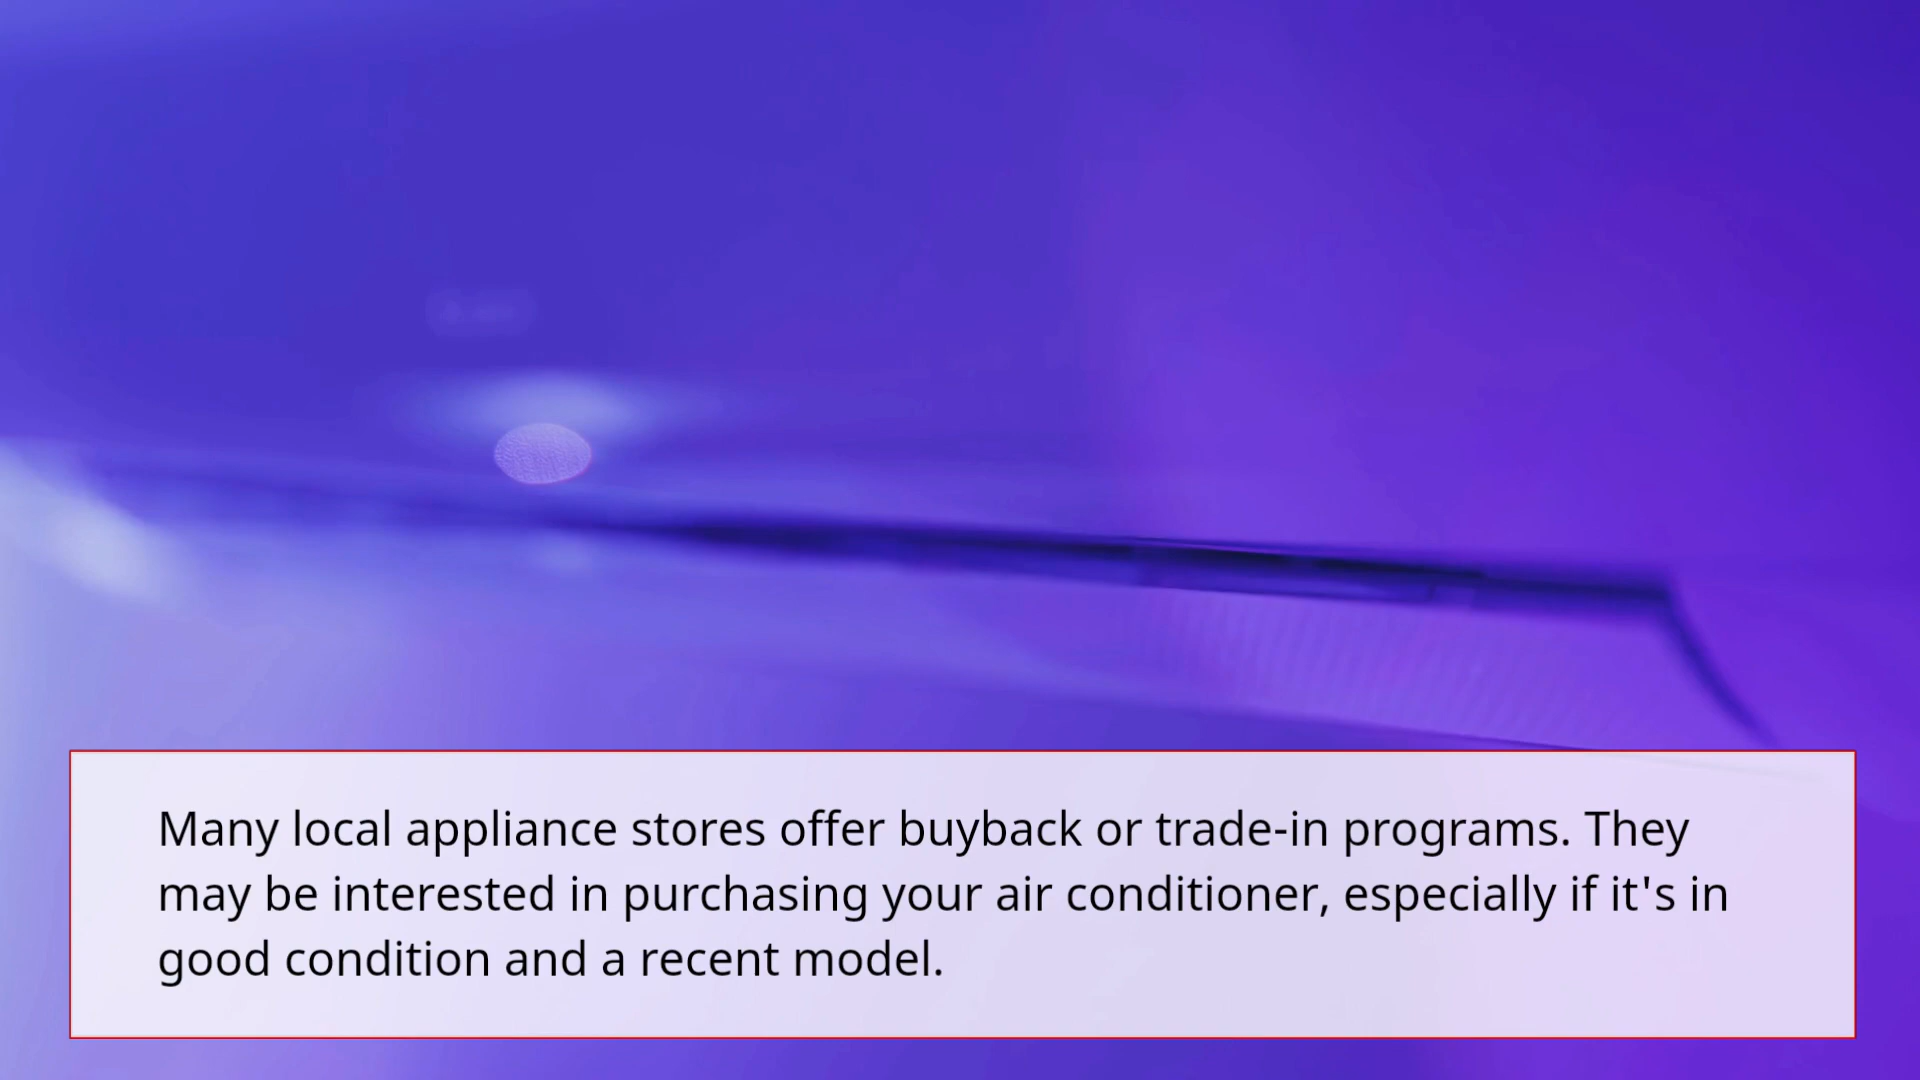 Many local appliance stores offer buyback or trade-in programs. They
may be interested in purchasing your air conditioner, especially if it's in
good condition and a recent model.